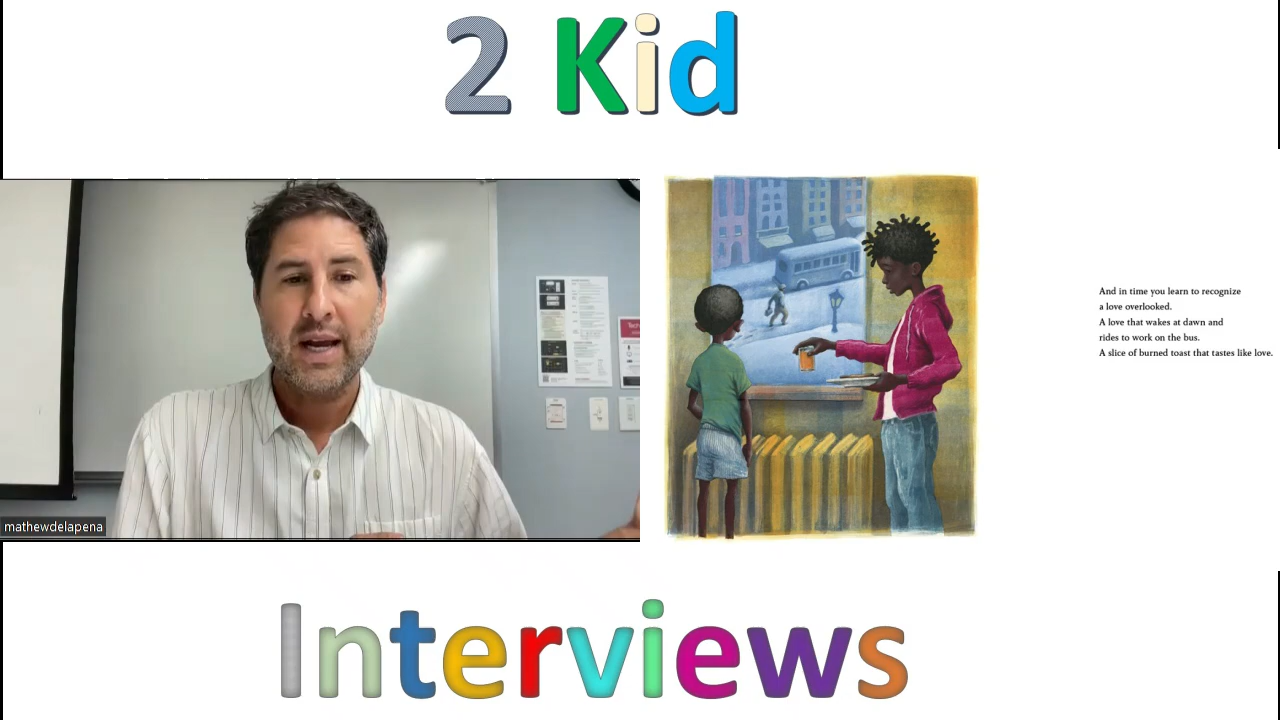 2 Kid
mathewdelapena
And in time you learn to recognize
a love overlooked.
A love that wakes at dawn and
rides to work on the bus.
A slice of burned toast that tastes like love.
Interviews